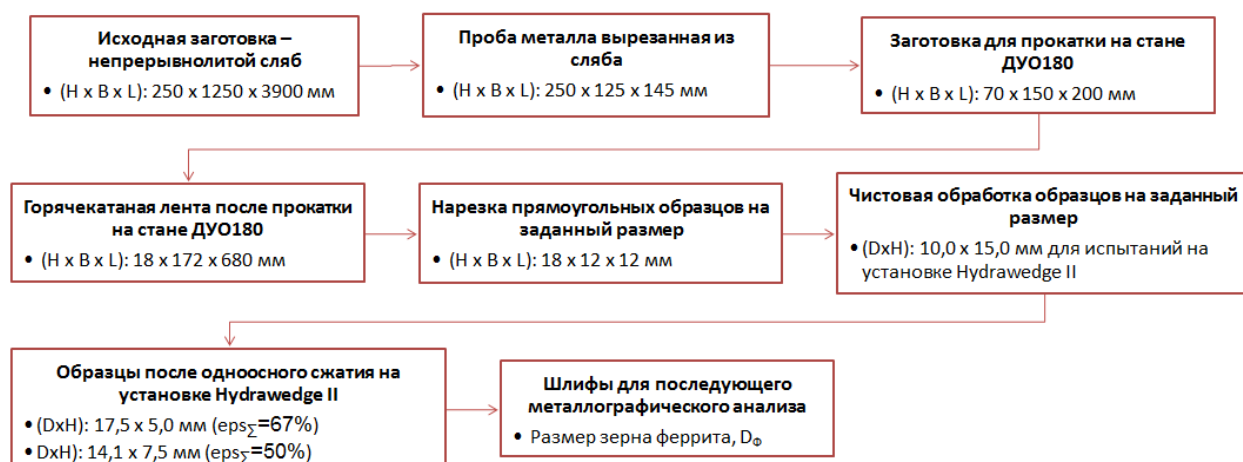 Исходная заготовка –
непрерывнолитой сляб
• (H x B x L): 250 x 1250 x 3900 мм
Проба металла вырезанная из
сляба
• (H x B x L): 250 x 125 x 145 мм
Заготовка для прокатки на стане
ДУО180
• (H x B x L): 70 x 150 x 200 мм
Горячекатаная лента после прокатки
на стане ДУО180
• (H x B x L): 18 x 172 x 680 мм
Нарезка прямоугольных образцов на
заданный размер
• (H x B x L): 18 x 12 x 12 мм
Чистовая обработка образцов на заданный
размер
• (DxH): 10,0 x 15,0 мм для испытаний на
установке Hydrawedge II
Образцы после одноосного сжатия на
установке Hydrawedge II
• (DxH): 17,5 x 5,0 мм (eps∑=67%)
• DxH): 14,1 x 7,5 мм (eps∑=50%)
Шлифы для последующего
металлографического анализа
• Размер зерна феррита, DФ